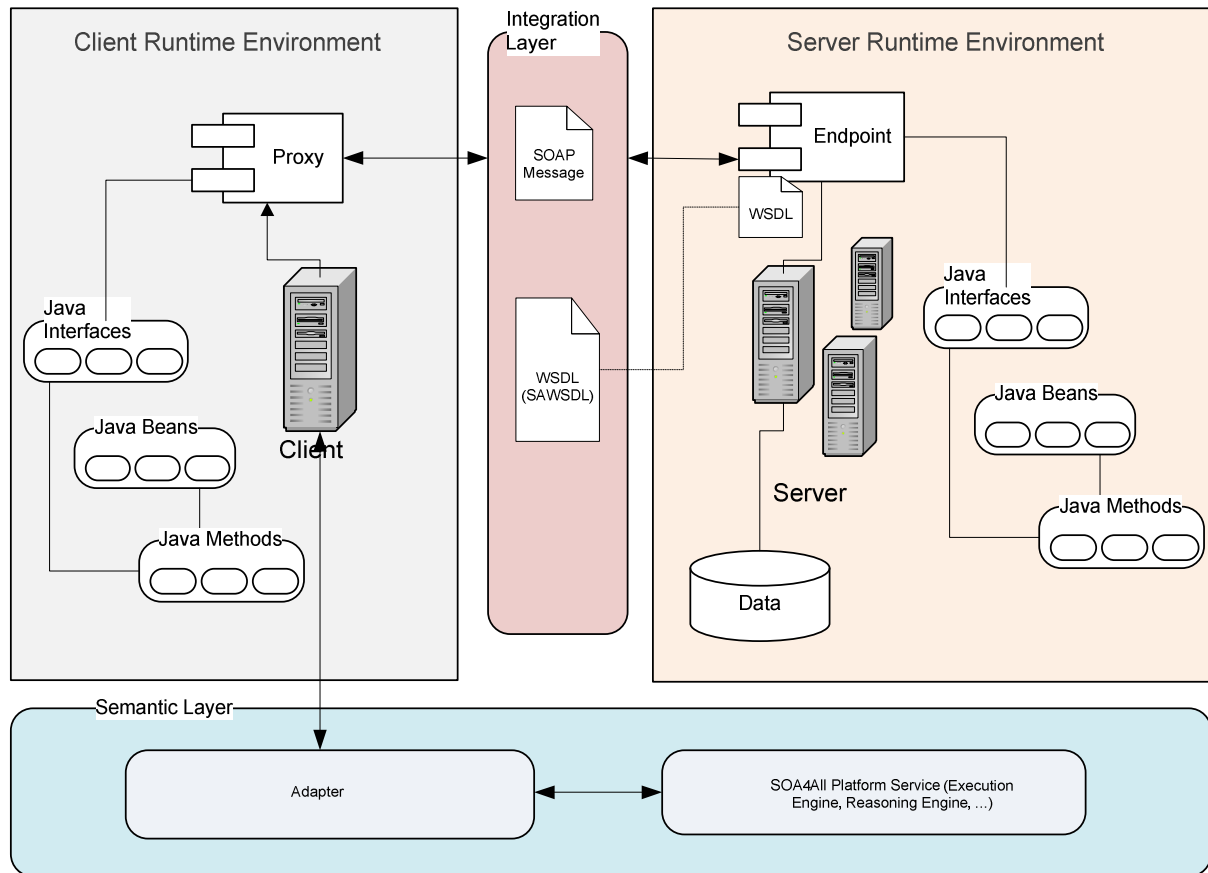 Client Runtime Environment
Integration
Layer
Server Runtime Environment
Proxy
SOAP
Message
Endpoint
WSDL
Java
Interfaces
Java
Interfaces
WSDL
(SAWSDL)
Java Beans
Client
Java Beans
Server
Java Methods
Java Methods
Data
Semantic Layer
Adapter
SOA4All Platform Service (Execution
Engine, Reasoning Engine, …)